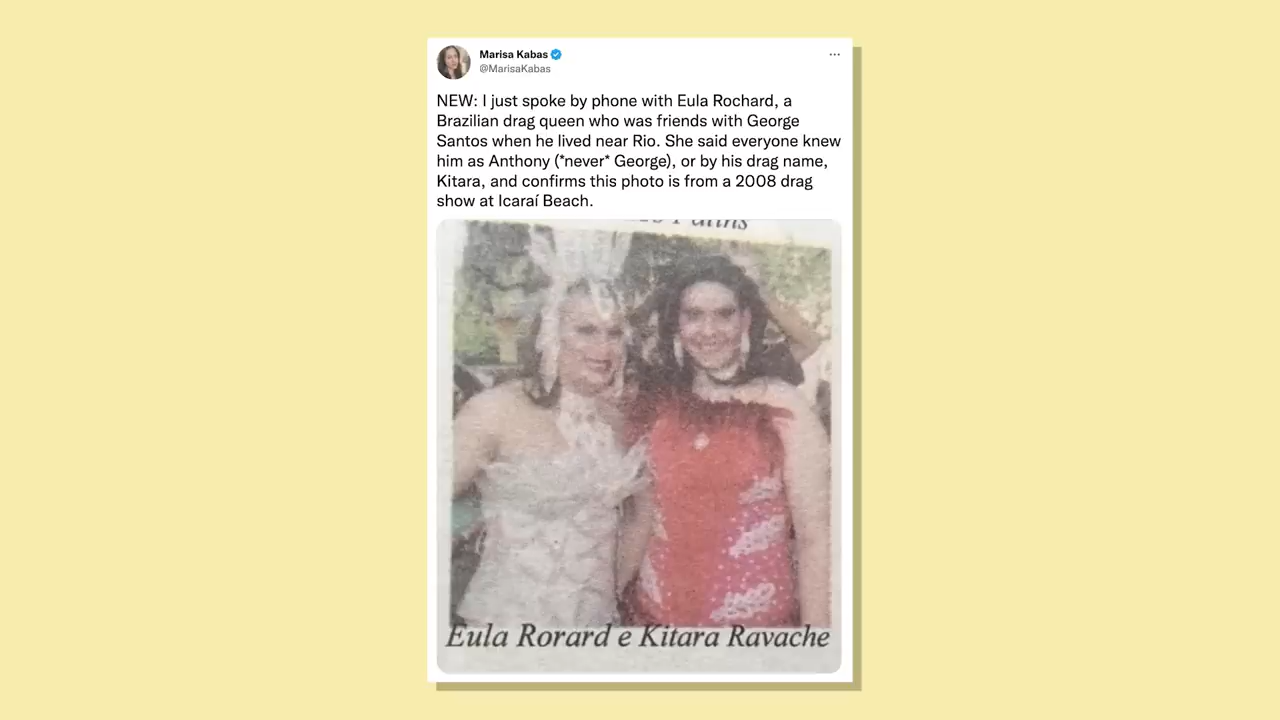 Marisa Kabas
@MarisaKabas
NEW: I just spoke by phone with Eula Rochard, a
Brazilian drag queen who was friends with George
Santos when he lived near Rio. She said everyone knew
him as Anthony (*never* George), or by his drag name,
Kitara, and confirms this photo is from a 2008 drag
show at Icaraí Beach.
Eula Rorard e Kitara Ravache